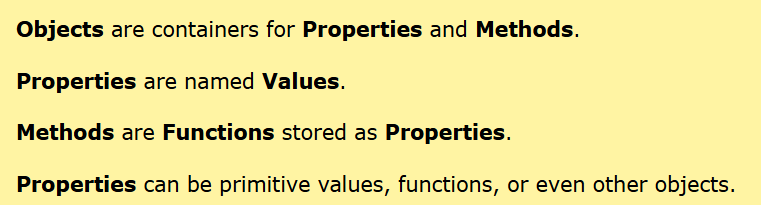 Objects are containers for Properties and Methods.
Properties are named Values.
Methods are Functions stored as Properties.
Properties can be primitive values, functions, or even other objects.